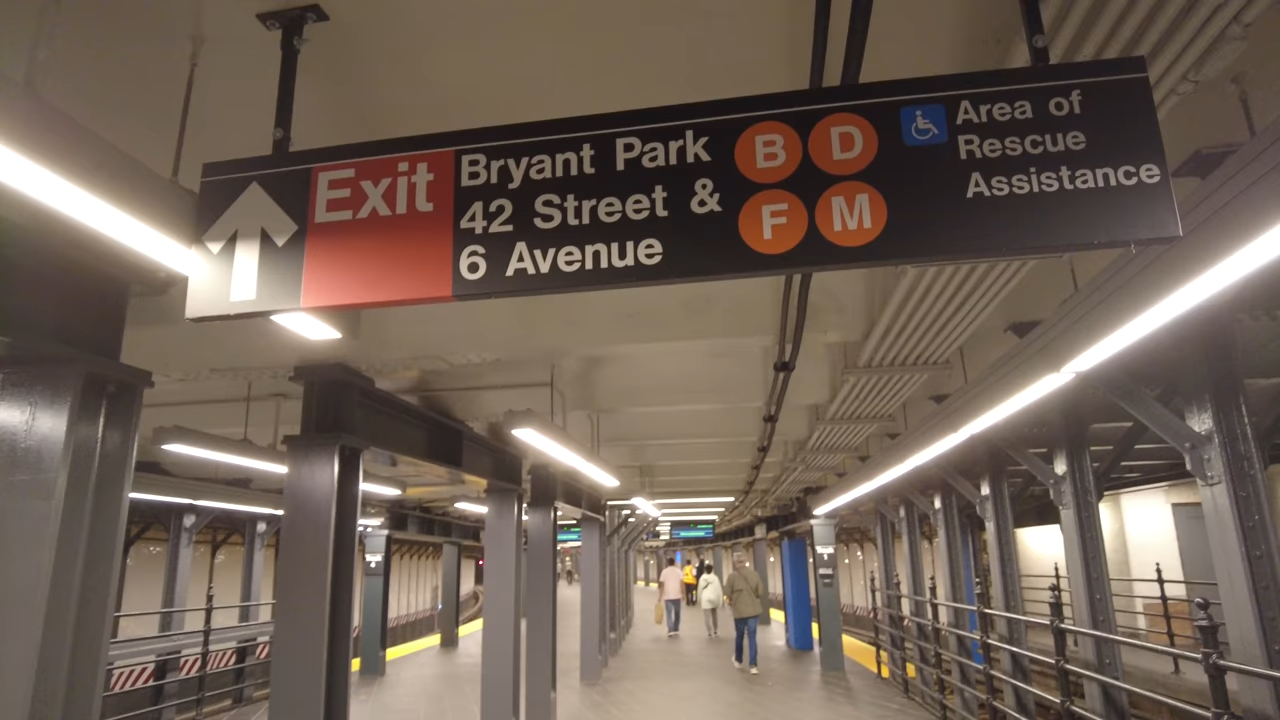 Exit
Bryant Park
42 Street &
6 Avenue
B D
F M
Area of
Rescue
Assistance